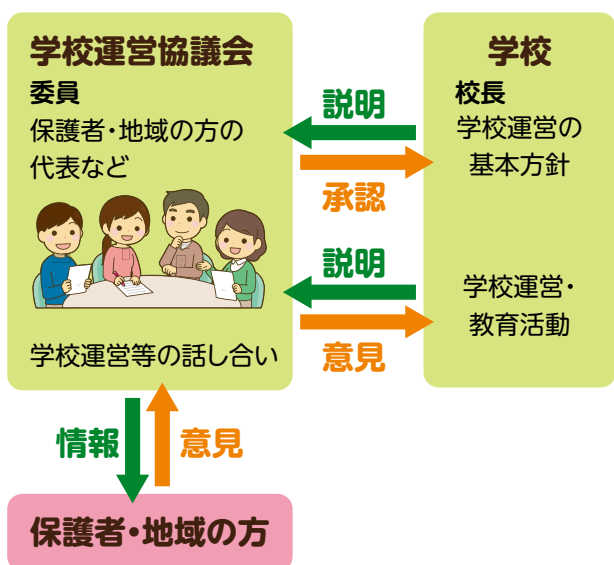 学校運営協議会
委員
保護者・地域の方の
代表など
学校運営等の話し合い
説明
承認
説明
意見
学校
校長
学校運営の
基本方針
学校運営・
教育活動
情報
意見
保護者・地域の方